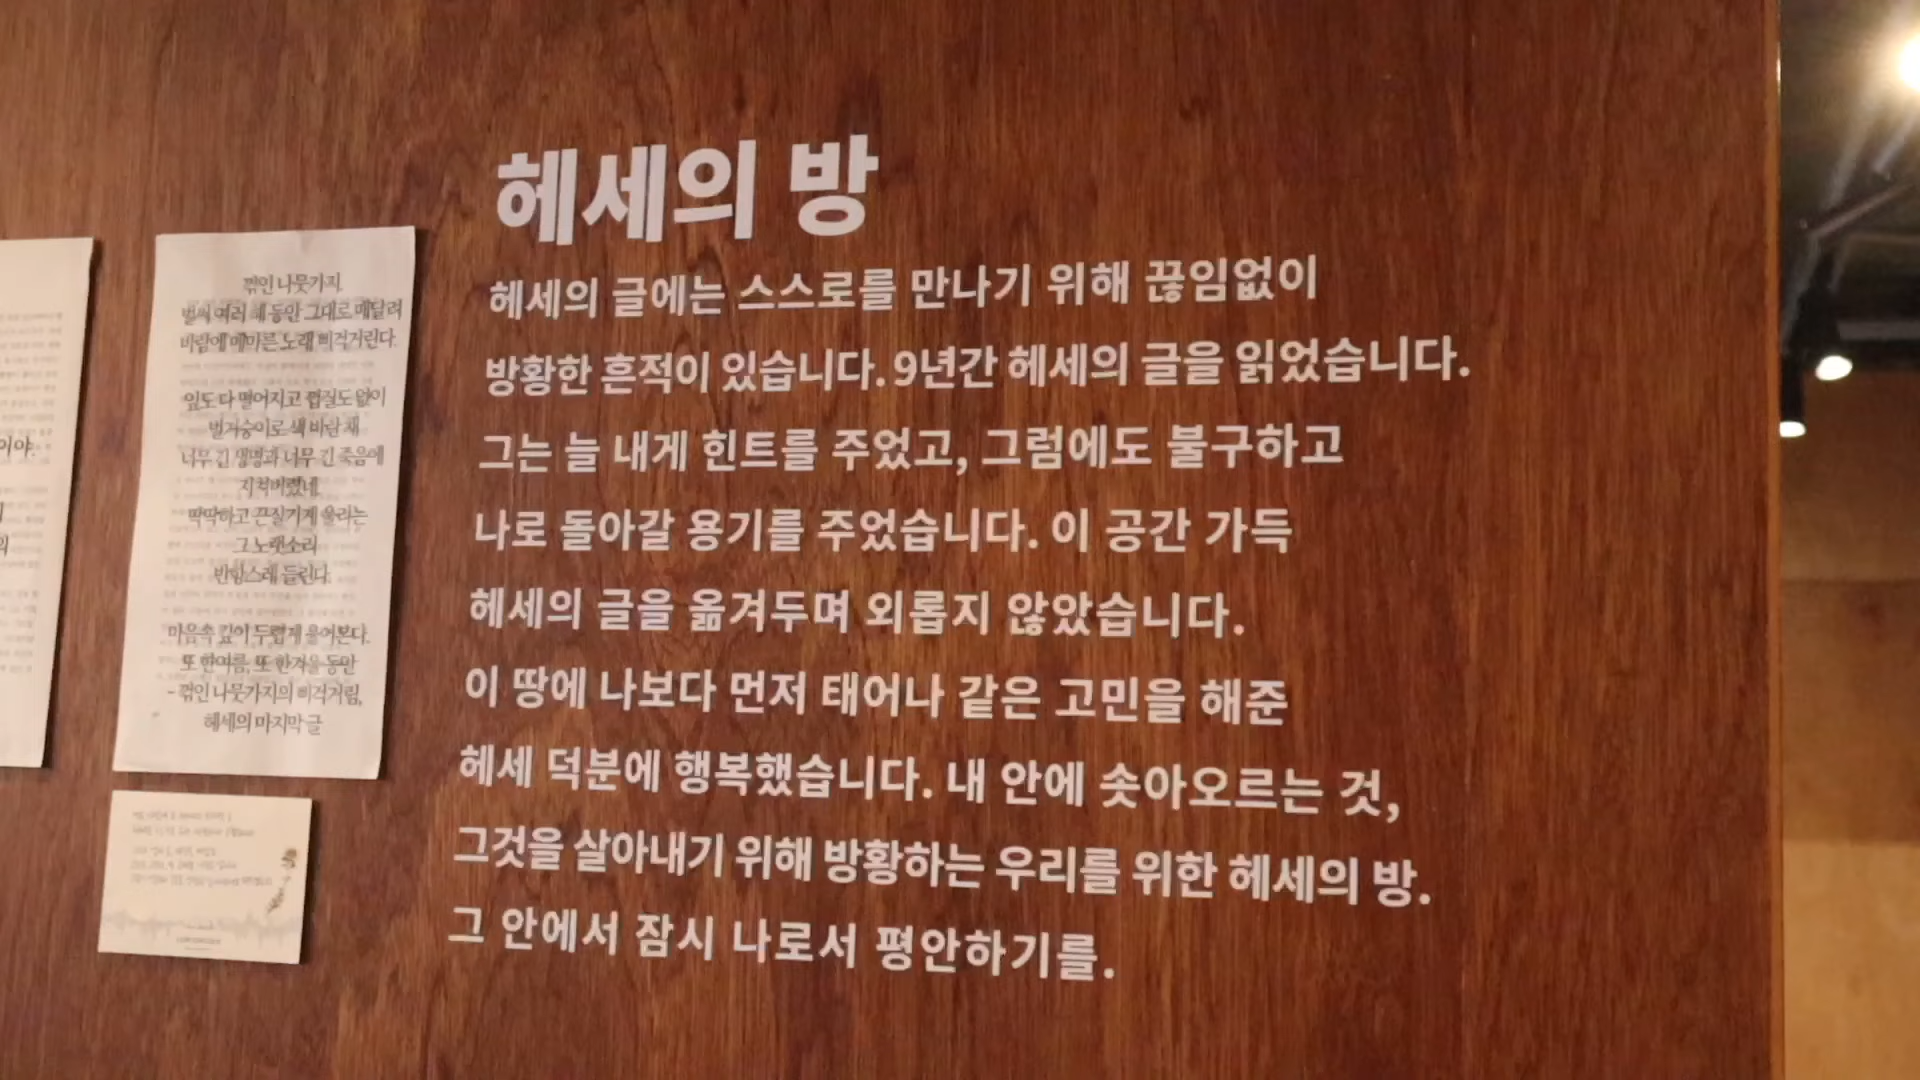 이야.
꺾인 나뭇가지,
벌써 여러 해 동안 그대로 매달려
바람에 메마른 노래 삐걱거린다.
잎도 다 떨어지고 껍질도 없이
벌거숭이로 색 바랜 채
너무 긴 생명과 너무 긴 죽음에
지쳐버렸네.
딱딱하고 끈질기게 울리는
그 노랫소리
반항스레 들린다.
마음속 깊이 두렵게 울어본다.
또 한여름, 또 한겨울 동안
- 꺾인 나뭇가지의 삐걱거림,
헤세의 마지막 글
헤세의 방
헤세의 글에는 스스로를 만나기 위해 끊임없이
방황한 흔적이 있습니다. 9년간 헤세의 글을 읽었습니다.
그는 늘 내게 힌트를 주었고, 그럼에도 불구하고
나로 돌아갈 용기를 주었습니다. 이 공간 가득
헤세의 글을 옮겨두며 외롭지 않았습니다.
이 땅에 나보다 먼저 태어나 같은 고민을 해준
헤세 덕분에 행복했습니다. 내 안에 솟아오르는 것,
그것을 살아내기 위해 방황하는 우리를 위한 헤세의 방.
그 안에서 잠시 나로서 평안하기를.